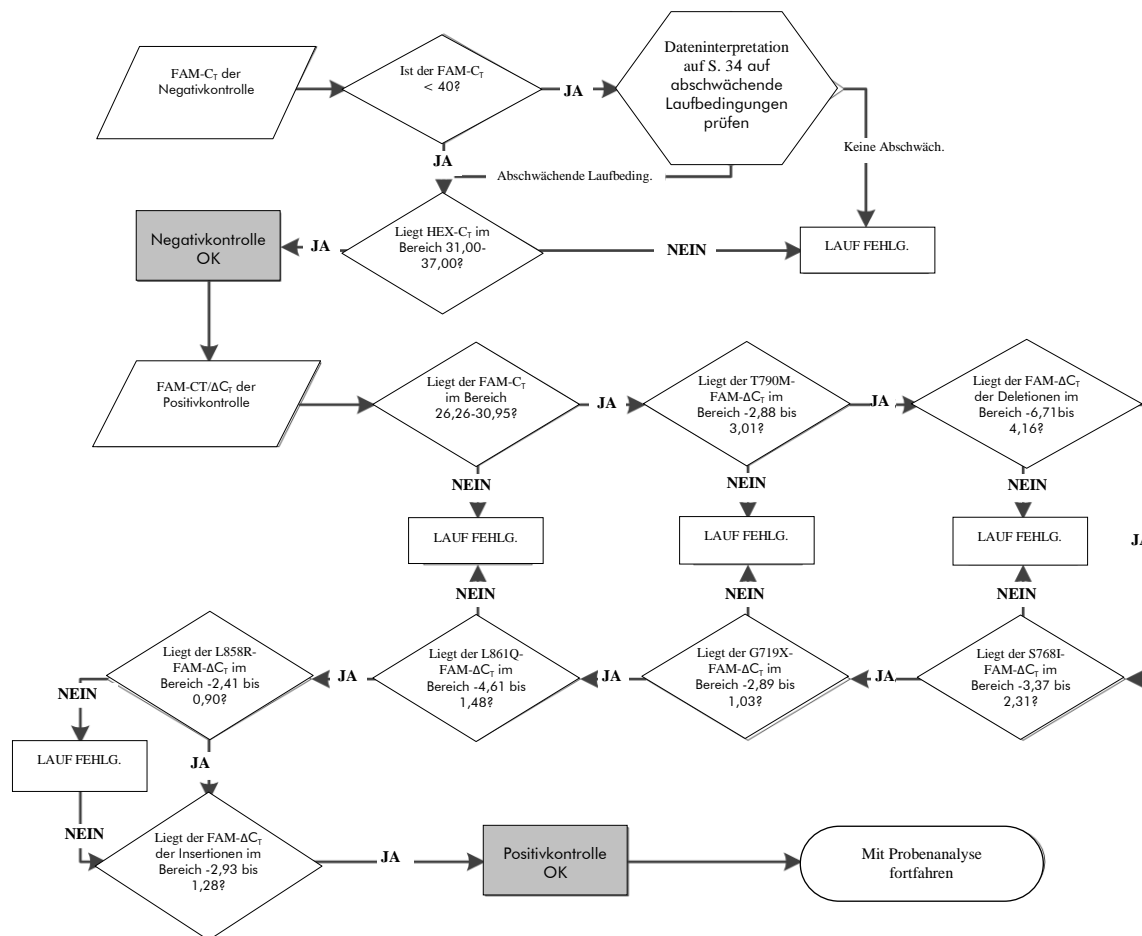 FAM-CT der
Negativkontrolle
Ist der FAM-CT
< 40?
JA
Dateninterpretation
auf S. 34 auf
abschwächende
Laufbedingungen
prüfen
Keine Abschwäch.
JA
Abschwächende Laufbeding.
Negativkontrolle
OK
JA
Liegt HEX-CT im
Bereich 31,00-
37,00?
NEIN
LAUF FEHLG.
FAM-CT/ΔCT der
Positivkontrolle
Liegt der FAM-CT
im Bereich
26,26-30,95?
JA
Liegt der T790M-
FAM-ΔCT im
Bereich -2,88 bis
3,01?
JA
Liegt der FAM-ΔCT
der Deletionen im
Bereich -6,71bis
4,16?
NEIN
NEIN
NEIN
LAUF FEHLG.
LAUF FEHLG.
LAUF FEHLG.
JA
NEIN
NEIN
NEIN
Liegt der L858R-
FAM-ΔCT im
Bereich -2,41 bis
0,90?
JA
Liegt der L861Q-
FAM-ΔCT im
Bereich -4,61 bis
1,48?
JA
Liegt der G719X-
FAM-ΔCT im
Bereich -2,89 bis
1,03?
JA
Liegt der S768I-
FAM-ΔCT im
Bereich -3,37 bis
2,31?
NEIN
LAUF FEHLG.
JA
NEIN
Liegt der FAM-ΔCT
der Insertionen im
Bereich -2,93 bis
1,28?
JA
Positivkontrolle
OK
Mit Probenanalyse
fortfahren